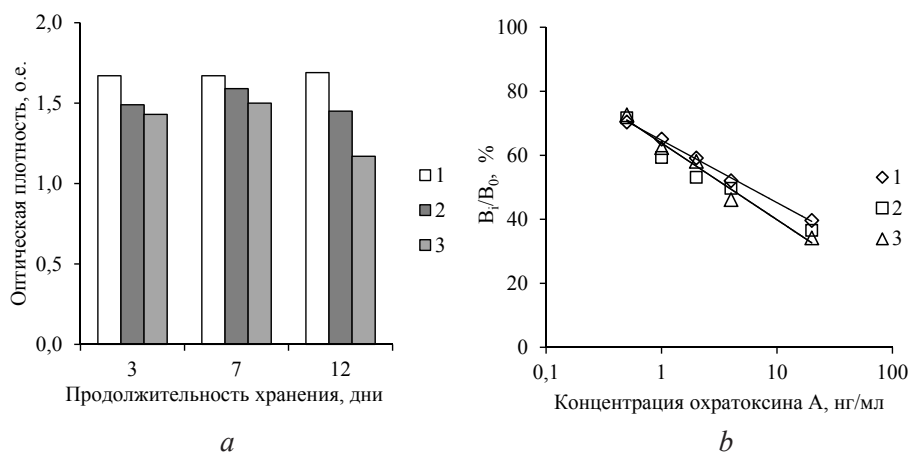 2,0
1,5
1,0
0,5
0,0
Оптическая плотность, о.е.
3 7 12
Продолжительность хранения, дни
1
2
3
a
100
80
60
40
20
0
Bi/B0, %
0,1 1 10 100
Концентрация охратоксина А, нг/мл
1
2
3
b